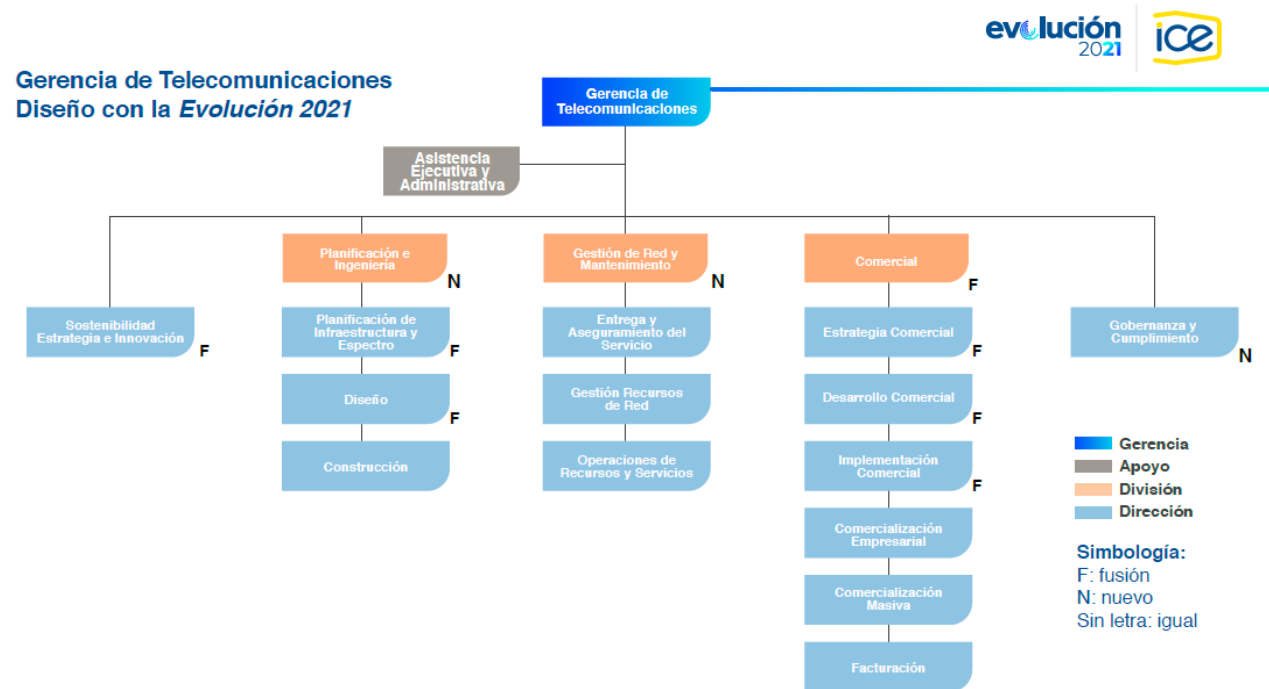 evolución
2021
ice
Gerencia de Telecomunicaciones
Diseño con la Evolución 2021
Gerencia de
Telecomunicaciones
Asistencia
Ejecutiva y
Administrativa
Planificación e
Ingeniería
N
Gestión de Red y
Mantenimiento
N
Comercial
F
Sostenibilidad
Estrategia e Innovación
F
Planificación de
Infraestructura y
Espectro
F
Entrega y
Aseguramiento del
Servicio
Estrategia Comercial
F
Gobernanza y
Cumplimiento
N
Diseño
F
Gestión Recursos
de Red
Desarrollo Comercial
F
Construcción
Operaciones de
Recursos y Servicios
Implementación
Comercial
F
Comercialización
Empresarial
Comercialización
Masiva
Facturación
Gerencia
Apoyo
División
Dirección
Simbología:
F: fusión
N: nuevo
Sin letra: igual